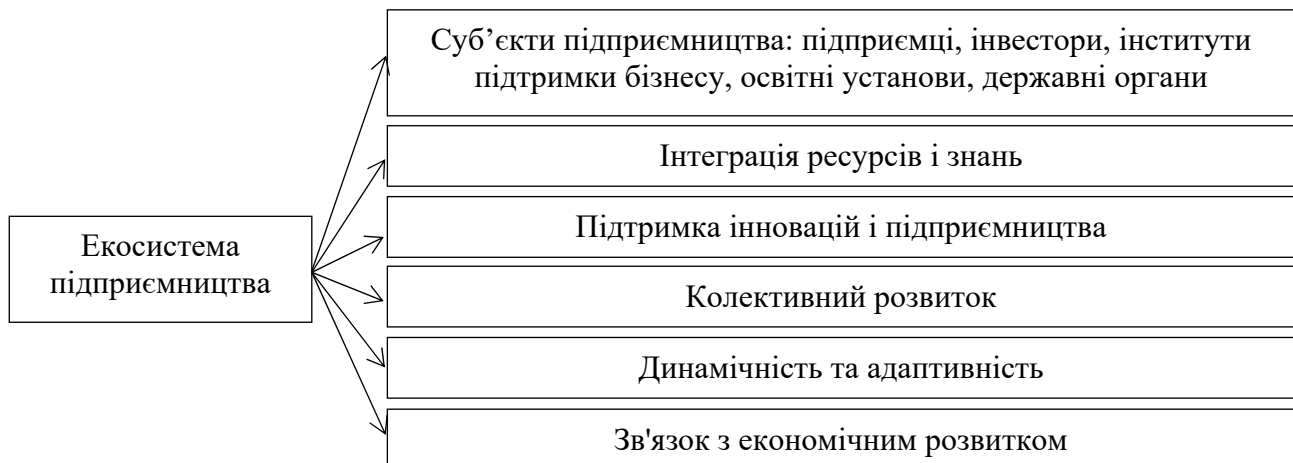 Суб’єкти підприємництва: підприємці, інвестори, інститути
підтримки бізнесу, освітні установи, державні органи
Інтеграція ресурсів і знань
Підтримка інновацій і підприємництва
Екосистема
підприємництва
Колективний розвиток
Динамічність та адаптивність
Зв'язок з економічним розвитком